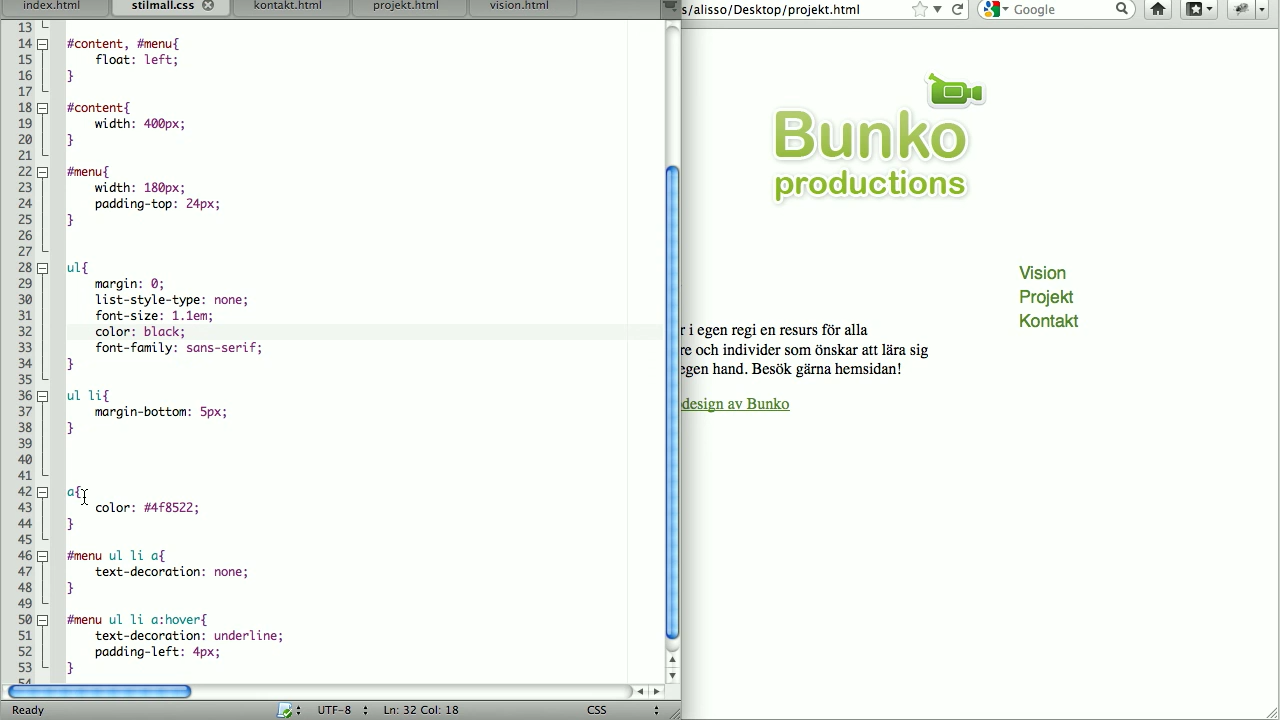 index.html
stilmall.css
kontakt.html
projekt.html
vision.html
13
14 #content, #menu{
15 float: left;
16 }
17
18 #content{
19 width: 400px;
20 }
21
22 #menu{
23 width: 180px;
24 padding-top: 24px;
25 }
26
27
28 ul{
29 margin: 0;
30 list-style-type: none;
31 font-size: 1.1em;
32 color: black;
33 font-family: sans-serif;
34 }
35
36 ul li{
37 margin-bottom: 5px;
38 }
39
40
41
42 a{
43 color: #4f8522;
44 }
45
46 #menu ul li a{
47 text-decoration: none;
48 }
49
50 #menu ul li a:hover{
51 text-decoration: underline;
52 padding-left: 4px;
53 }
54
Ready
UTF-8
Ln: 32 Col: 18
CSS
s/alisso/Desktop/projekt.html
Google
Bunko
productions
Vision
Projekt
Kontakt
r i egen regi en resurs för alla
re och individer som önskar att lära sig
egen hand. Besök gärna hemsidan!
design av Bunko